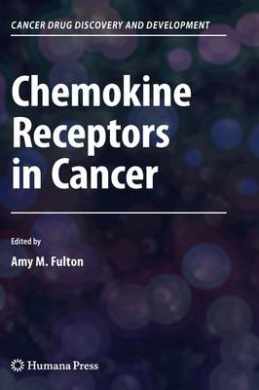 CANCER DRUG DISCOVERY AND DEVELOPMENT
Chemokine
Receptors
in Cancer
Edited by
Amy M. Fulton
Humana Press